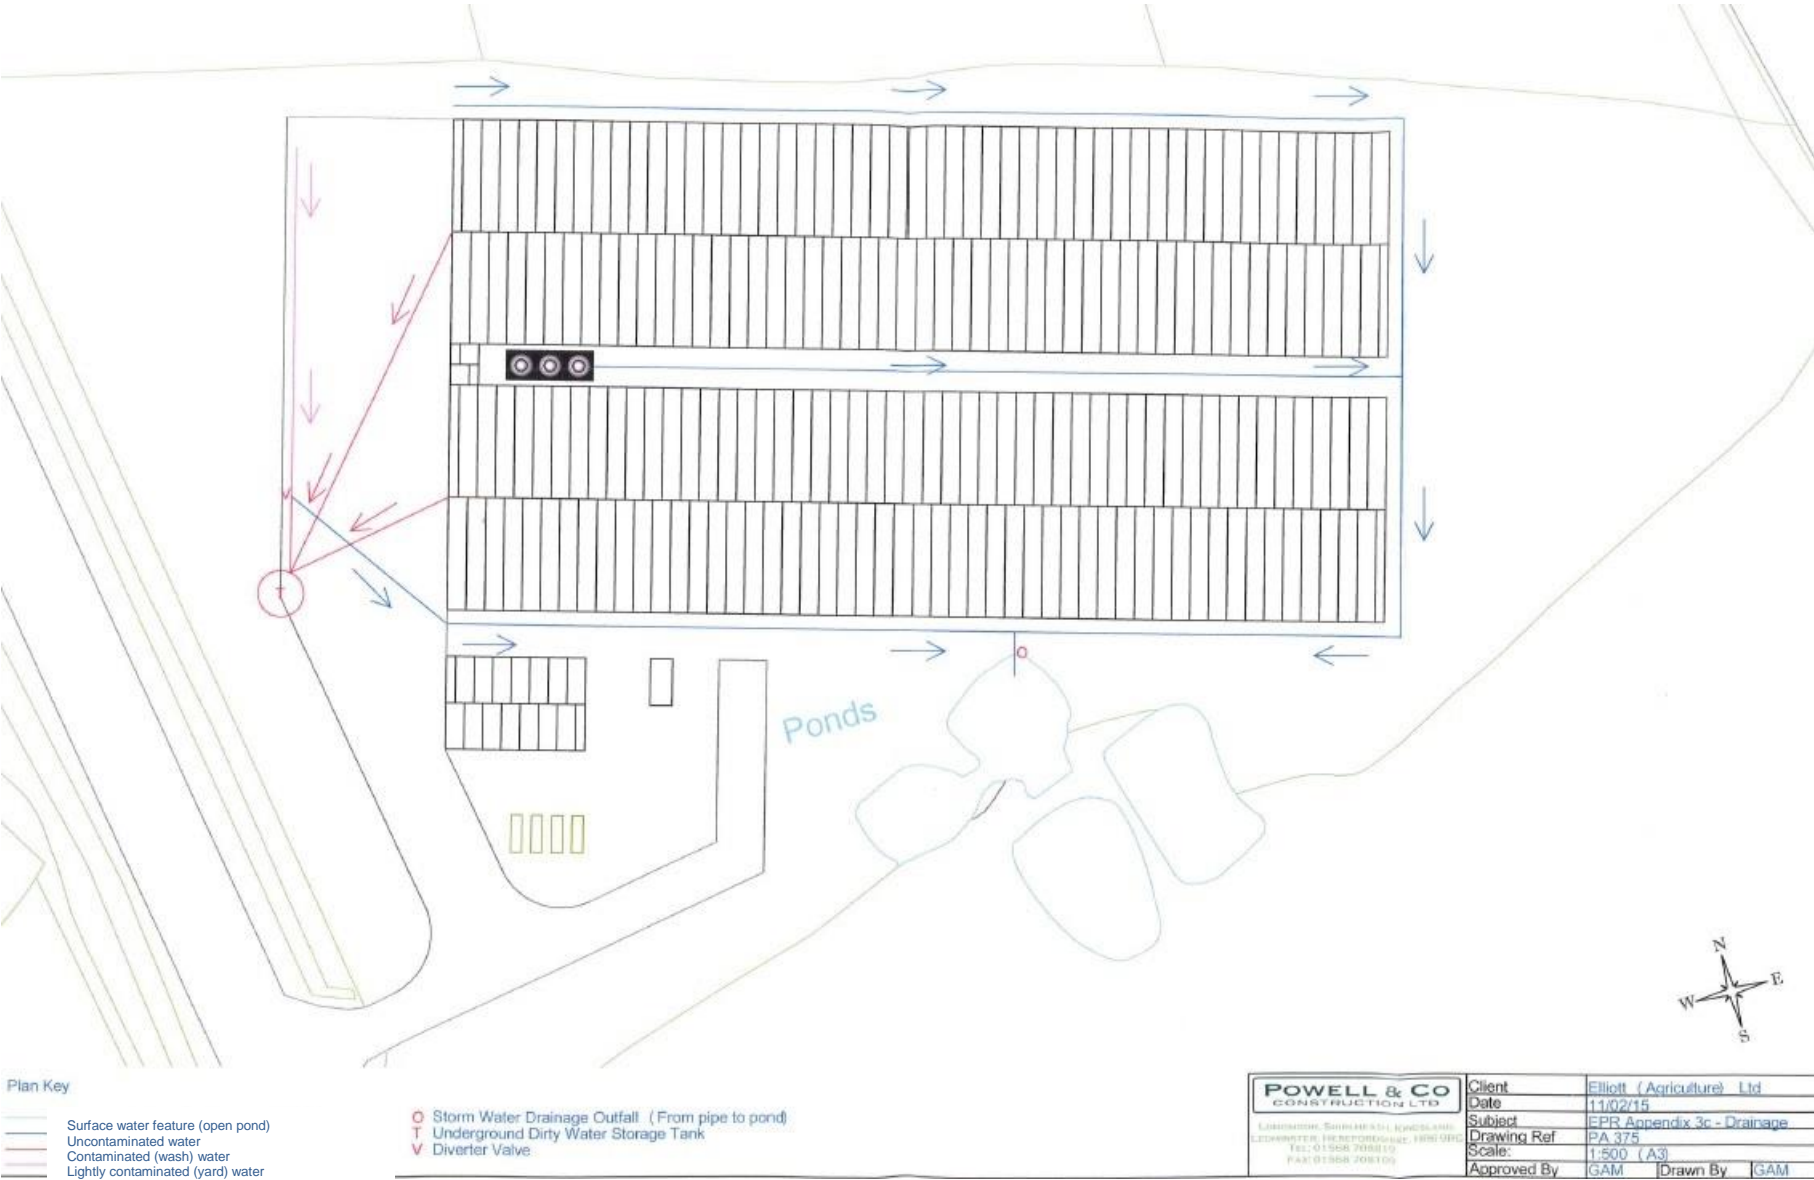 T
V
O
Ponds
N
E
W
S
Plan Key
Surface water feature (open pond)
Uncontaminated water
Contaminated (wash) water
Lightly contaminated (yard) water
O Storm Water Drainage Outfall (From pipe to pond)
T Underground Dirty Water Storage Tank
V Diverter Valve
POWELL & CO
CONSTRUCTION LTD
Client Elliott (Agriculture) Ltd
Date 11/02/15
Subject EPR Appendix 3c - Drainage
Drawing Ref PA 375
Scale: 1:500 (A3)
Approved By GAM Drawn By GAM